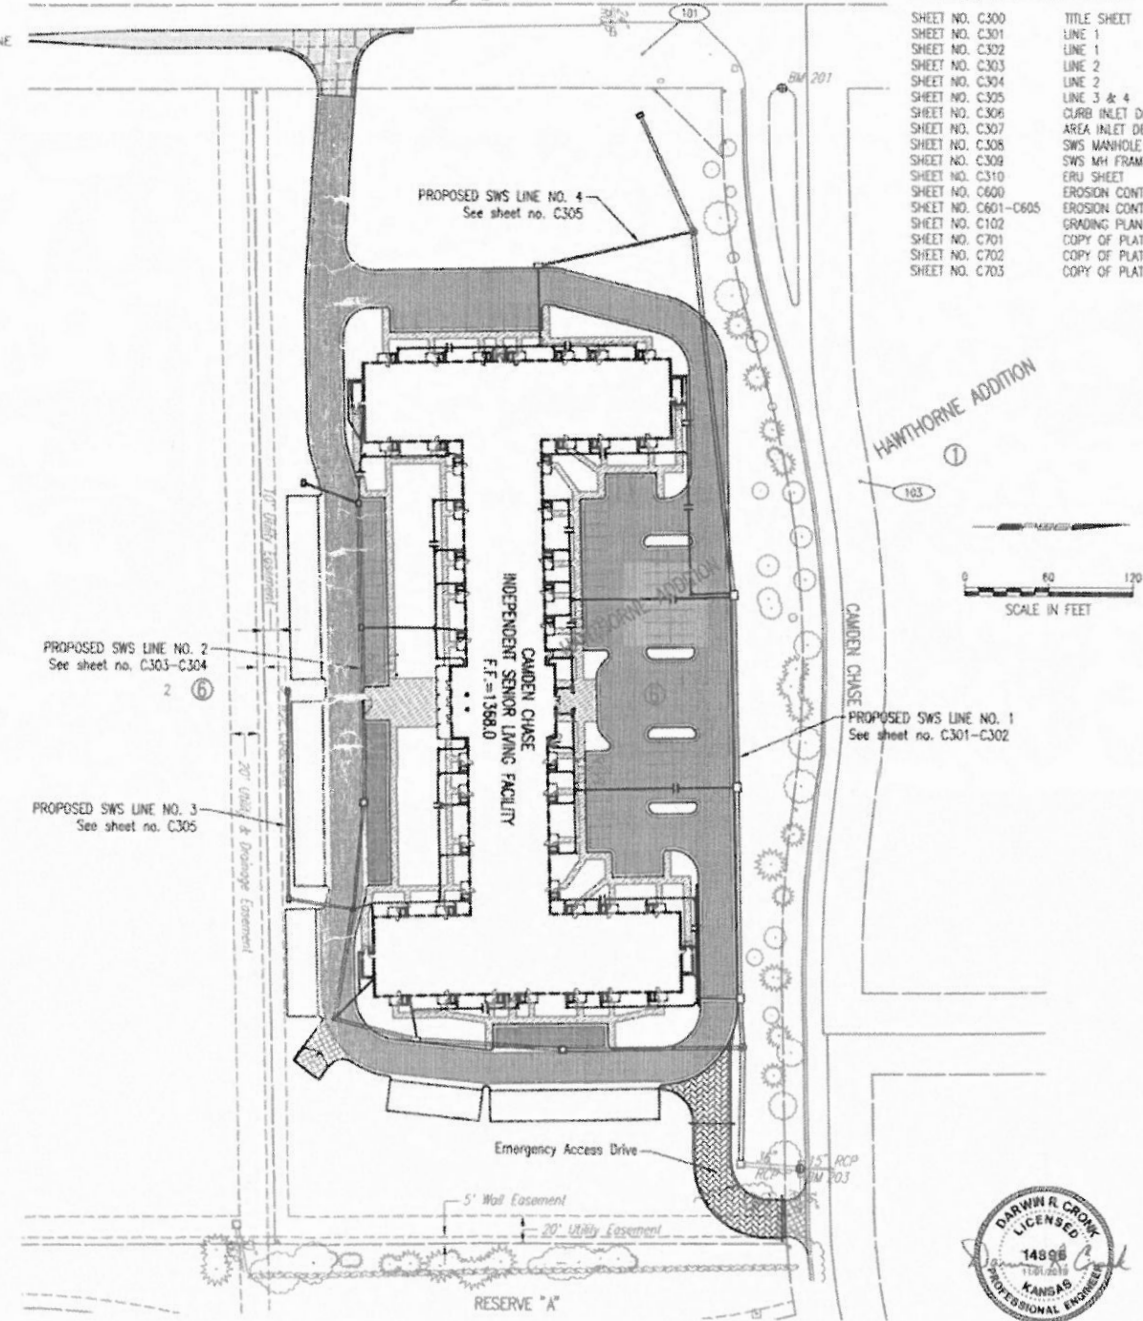 SHEET NO. C300 TITLE SHEET
SHEET NO. C301 LINE 1
SHEET NO. C302 LINE 1
SHEET NO. C303 LINE 2
SHEET NO. C304 LINE 2
SHEET NO. C305 LINE 3 & 4
SHEET NO. C306 CURB INLET D
SHEET NO. C307 AREA INLET DE
SHEET NO. C308 SWS MANHOLE
SHEET NO. C309 SWS MH FRAM
SHEET NO. C310 ERU SHEET
SHEET NO. C600 EROSION CONT
SHEET NO. C601-C605 EROSION CONT
SHEET NO. C102 GRADING PLAN
SHEET NO. C701 COPY OF PLAT
SHEET NO. C702 COPY OF PLAT
SHEET NO. C703 COPY OF PLAT
NE
101
BM 201
PROPOSED SWS LINE NO. 4
See sheet no. C305
HAWTHORNE ADDITION
1
103
0 60 120
SCALE IN FEET
10' Utility Easement
HAWTHORNE ADDITION
6
CAMDEN CHASE
INDEPENDENT SENIOR LIVING FACILITY
F.F.=1368.0
CAMDEN CHASE
PROPOSED SWS LINE NO. 2
See sheet no. C303-C304
2 6
PROPOSED SWS LINE NO. 1
See sheet no. C301-C302
20' Utility & Drainage Easement
PROPOSED SWS LINE NO. 3
See sheet no. C305
Emergency Access Drive
36" RCP
15" RCP
BM 203
5' Wall Easement
20' Utility Easement
RESERVE "A"
DARWIN R. CRONK
LICENSED
14896
KANSAS
PROFESSIONAL ENGINEER